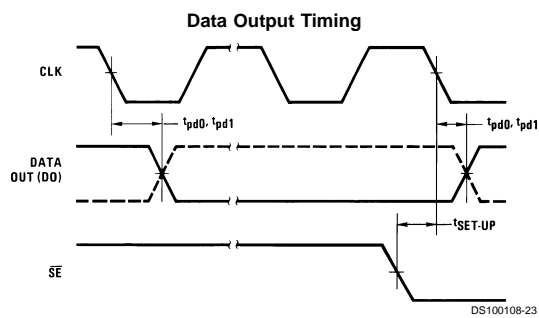 Data Output Timing
CLK
tpd0, tpd1
tpd0, tpd1
DATA
OUT (DO)
tSET-UP
SE
DS100108-23